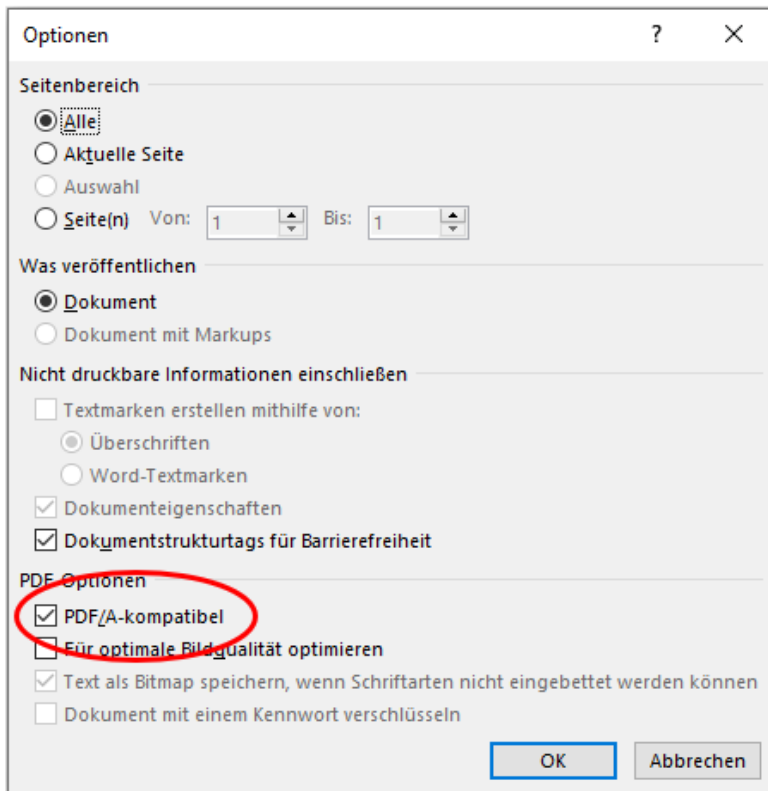 Optionen ?
Seitenbereich
Alle
Aktuelle Seite
Auswahl
Seite(n) Von: 1 Bis: 1
Was veröffentlichen
Dokument
Dokument mit Markups
Nicht druckbare Informationen einschließen
Textmarken erstellen mithilfe von:
Überschriften
Word-Textmarken
Dokumenteigenschaften
Dokumentstrukturtags für Barrierefreiheit
PDF-Optionen
PDF/A-kompatibel
Für optimale Bildqualität optimieren
Text als Bitmap speichern, wenn Schriftarten nicht eingebettet werden können
Dokument mit einem Kennwort verschlüsseln
OK Abbrechen